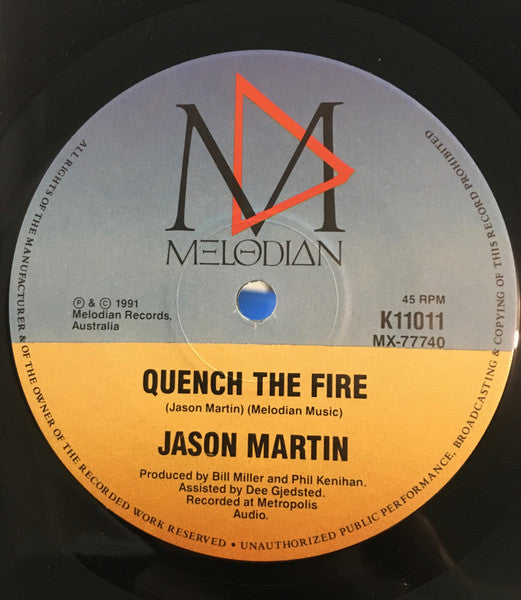 M
MELODIAN
℗ & © 1991
Melodian Records.
Australia
45 RPM
K11011
MX-77740
QUENCH THE FIRE
(Jason Martin) (Melodian Music)
JASON MARTIN
Produced by Bill Miller and Phil Kenihan.
Assisted by Dee Gjedsted.
Recorded at Metropolis
Audio.
ALL RIGHTS OF THE MANUFACTURER & OF THE OWNER OF THE RECORDED WORK RESERVED • UNAUTHORIZED PUBLIC PERFORMANCE, BROADCASTING & COPYING OF THIS RECORD PROHIBITED